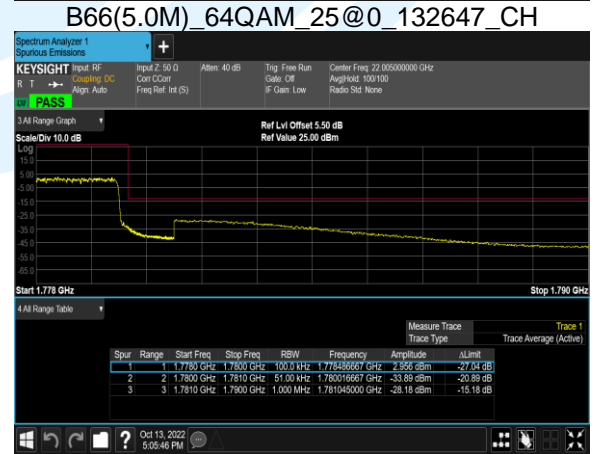 B66(5.0M)_64QAM_25@0_132647_CH
Spectrum Analyzer 1
Spurious Emissions
KEYSIGHT Input: RF Input Z: 50 Ω Atten: 40 dB Trig: Free Run Center Freq: 22.005000000 GHz
R T Coupling: DC Corr CCorr Gate: Off Avg|Hold: 100/100
Align: Auto Freq Ref: Int (S) IF Gain: Low Radio Std: None
LV PASS
3 All Range Graph
Ref Lvl Offset 5.50 dB
Scale/Div 10.0 dB Ref Value 25.00 dBm
Log
15.0
5.00
-5.00
-15.0
-25.0
-35.0
-45.0
-55.0
-65.0
Start 1.778 GHz Stop 1.790 GHz
4 All Range Table
Measure Trace Trace 1
Trace Type Trace Average (Active)
Spur Range Start Freq Stop Freq RBW Frequency Amplitude ΔLimit
1 1 1.7780 GHz 1.7800 GHz 100.0 kHz 1.778486667 GHz 2.956 dBm -27.04 dB
2 2 1.7800 GHz 1.7810 GHz 51.00 kHz 1.780016667 GHz -33.89 dBm -20.89 dB
3 3 1.7810 GHz 1.7900 GHz 1.000 MHz 1.781045000 GHz -28.18 dBm -15.18 dB
Oct 13, 2022
5:05:46 PM